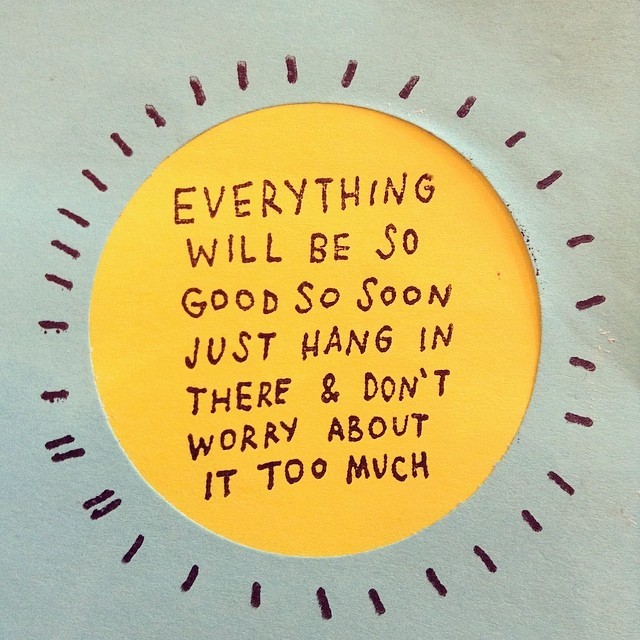 EVERYTHING
WILL BE SO
GOOD SO SOON
JUST HANG IN
THERE & DON'T
WORRY ABOUT
IT TOO MUCH